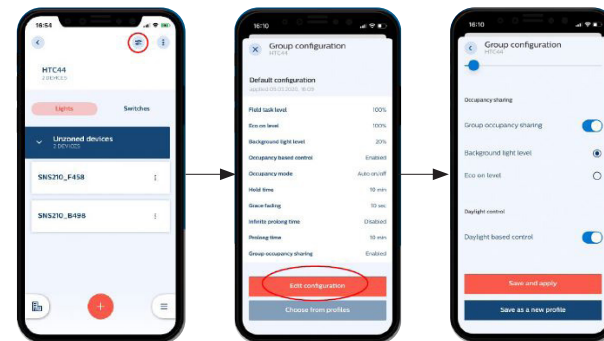 16:54
HTC44
2 DEVICES
Lights Switches
Unzoned devices
2 DEVICES
SNS210_F458
SNS210_B498
16:10
Group configuration
HTC44
Default configuration
Field task level 100%
Eco on level 100%
Background light level 20%
Occupancy based control Enabled
Occupancy mode Auto on/off
Hold time 10 min
Grace fading 10 sec
Infinite prolong time Disabled
Prolong time 10 min
Group occupancy sharing Enabled
Edit configuration
Choose from profiles
16:10
Group configuration
HTC44
Occupancy sharing
Group occupancy sharing
Background light level
Eco on level
Daylight control
Daylight based control
Save and apply
Save as a new profile